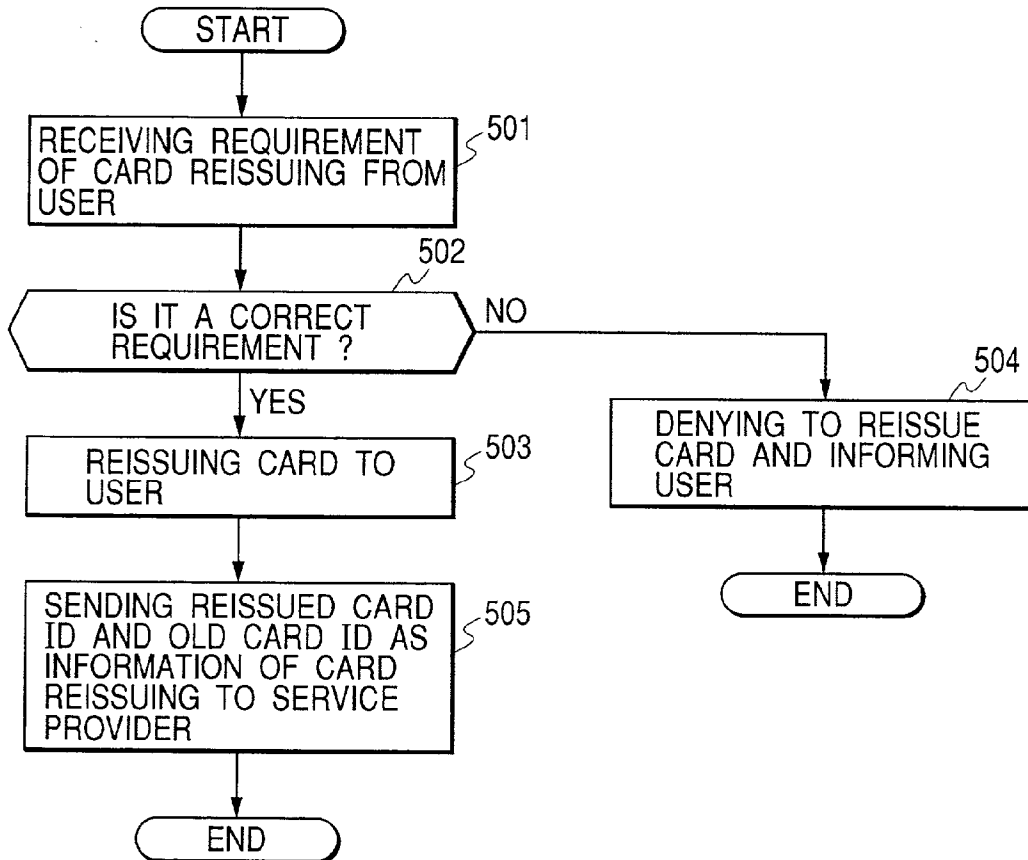 START
RECEIVING REQUIREMENT
OF CARD REISSUING FROM
USER
501
502
IS IT A CORRECT
REQUIREMENT ?
NO
YES
504
DENYING TO REISSUE
CARD AND INFORMING
USER
REISSUING CARD TO
USER
503
END
SENDING REISSUED CARD
ID AND OLD CARD ID AS
INFORMATION OF CARD
REISSUING TO SERVICE
PROVIDER
505
END